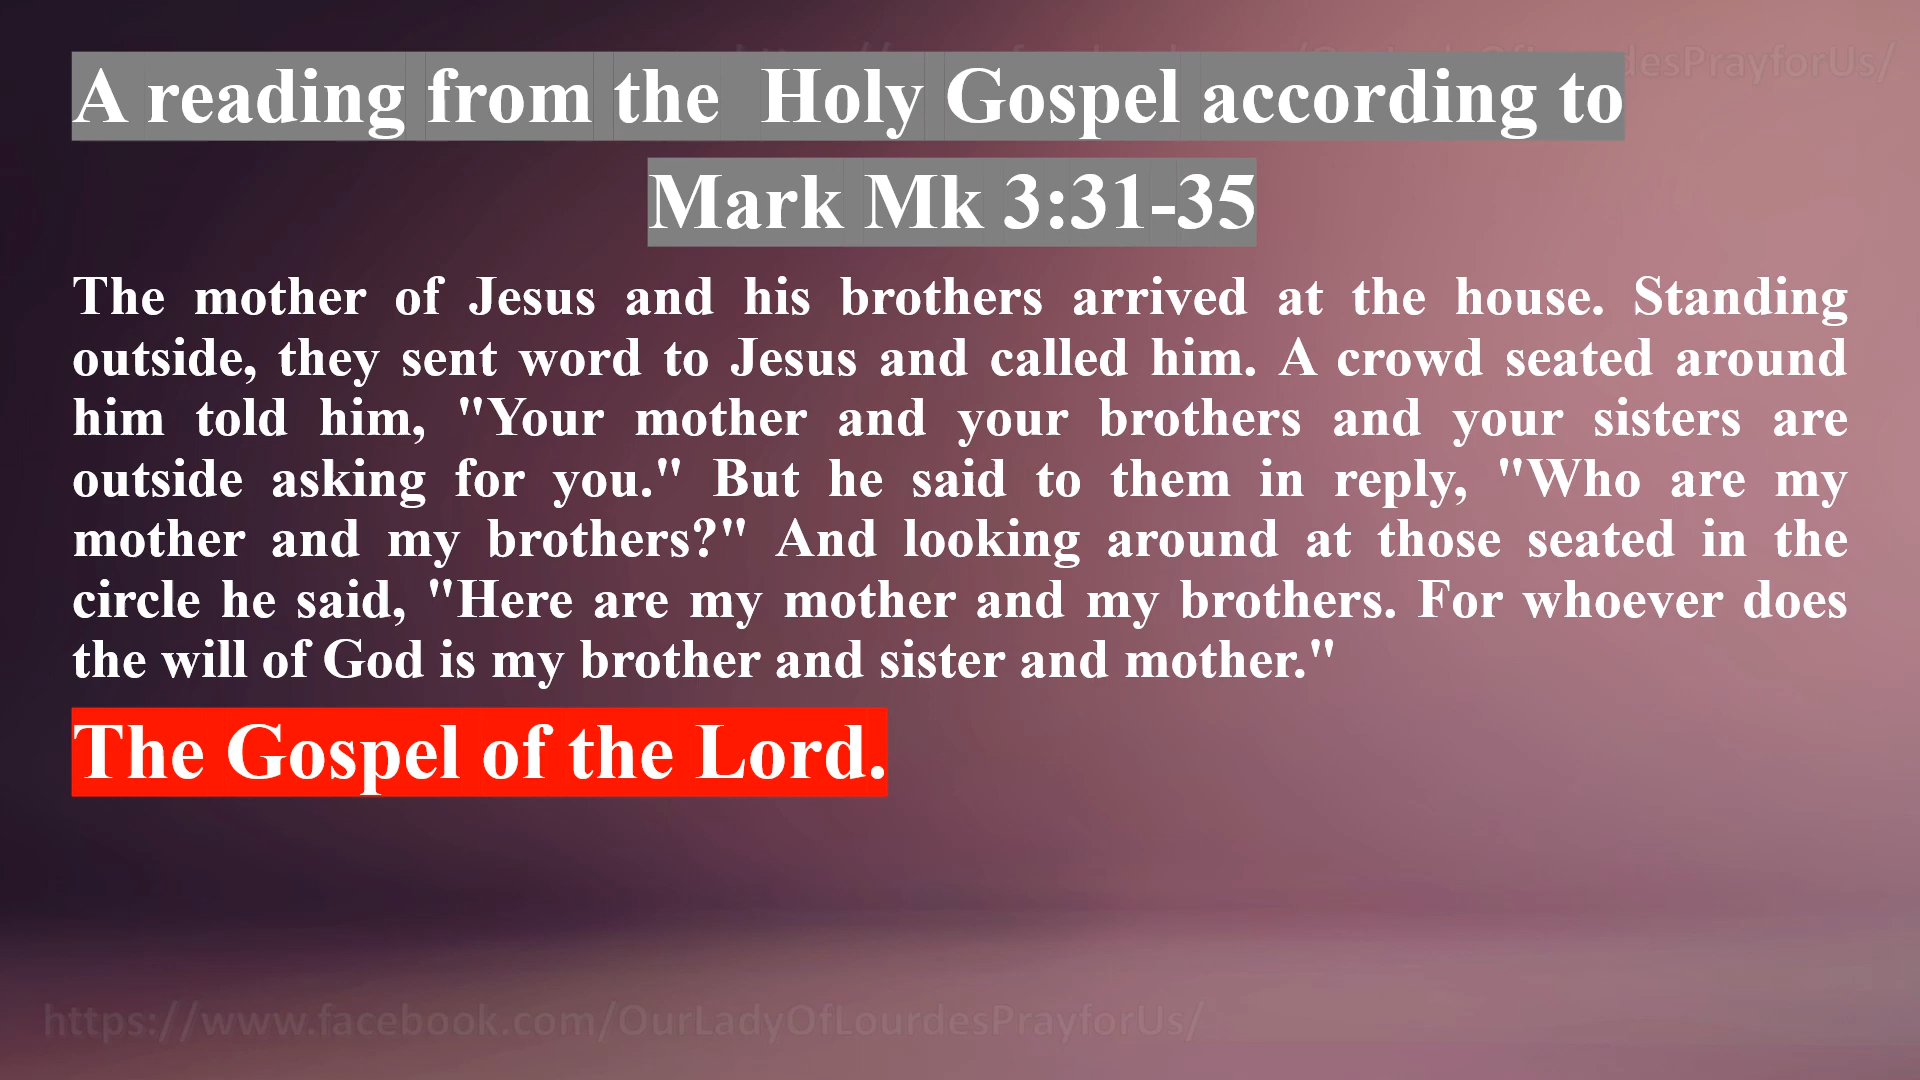 A reading from the  Holy Gospel according to
Mark Mk 3:31-35
The mother of Jesus and his brothers arrived at the house. Standing
outside, they sent word to Jesus and called him. A crowd seated around
him told him, "Your mother and your brothers and your sisters are
outside asking for you." But he said to them in reply, "Who are my
mother and my brothers?" And looking around at those seated in the
circle he said, "Here are my mother and my brothers. For whoever does
the will of God is my brother and sister and mother."
The Gospel of the Lord.
https://www.facebook.com/OurLadyOfLourdesPrayforUs/